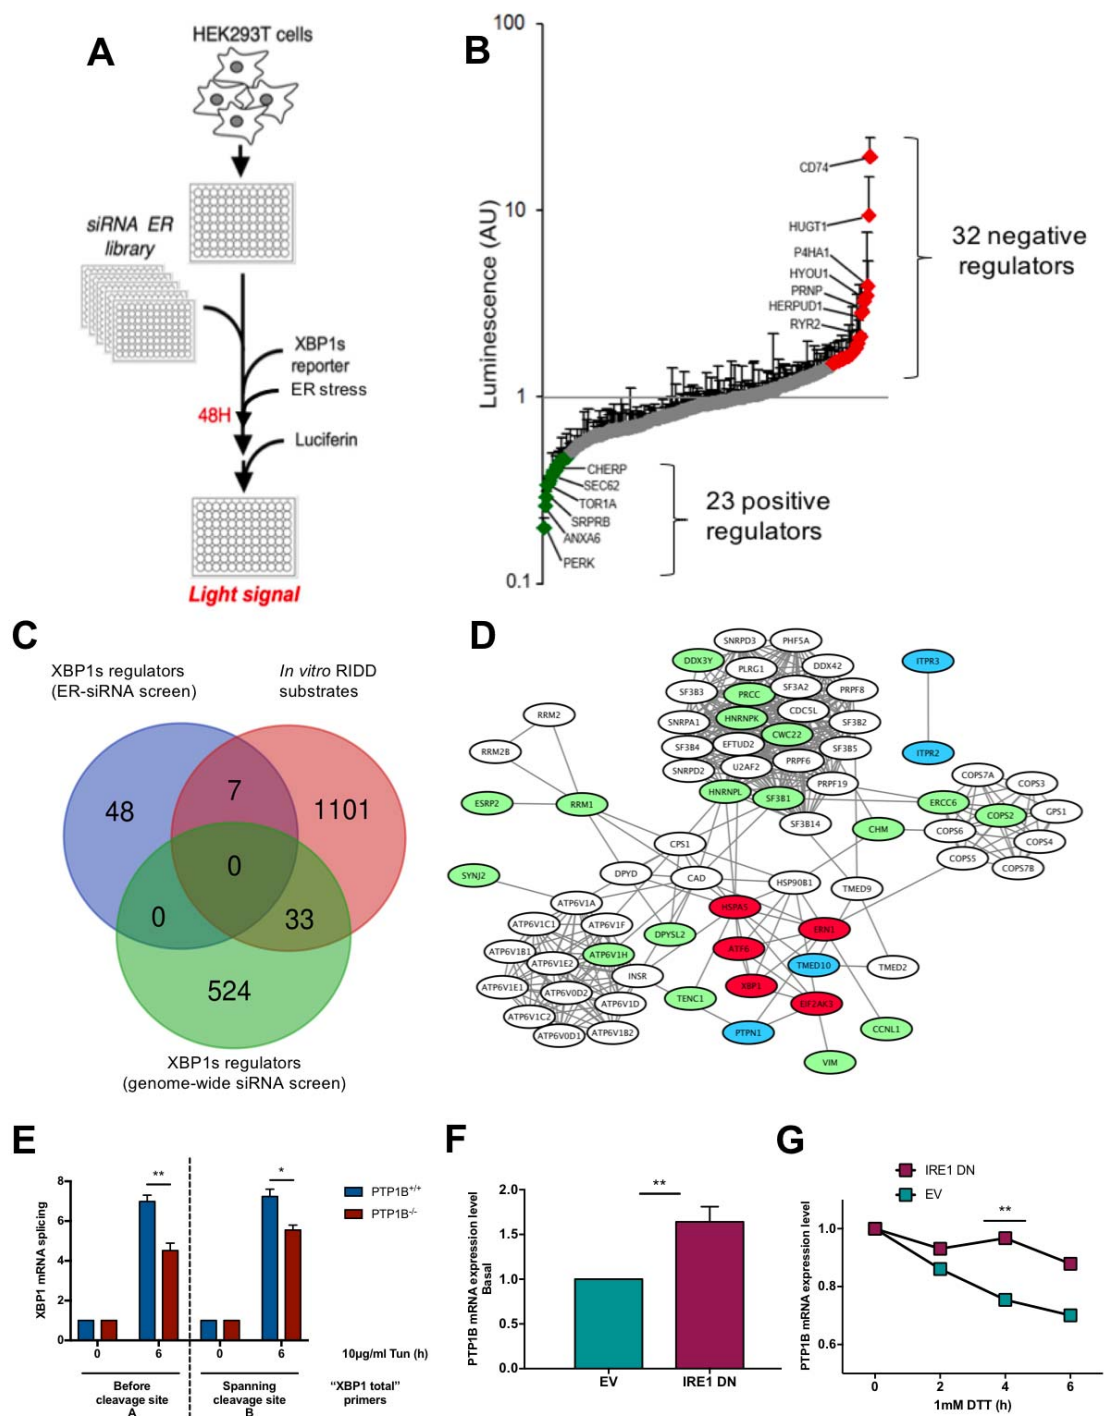 A
HEK293T cells
siRNA ER
library
XBP1s
reporter
ER stress
48H
Luciferin
Light signal
B
100
10
1
0.1
Luminescence (AU)
CD74
HUGT1
P4HA1
HYOU1
PRNP
HERPUD1
RYR2
32 negative
regulators
CHERP
SEC62
TOR1A
SRPRB
ANXA6
PERK
23 positive
regulators
C
XBP1s regulators
(ER-siRNA screen)
In vitro RIDD
substrates
48
7
1101
0
0
33
524
XBP1s regulators
(genome-wide siRNA screen)
D
SNRPD3
PHF5A
DDX3Y
PLRG1
DDX42
ITPR3
SF3B3
PRCC
SF3A2
PRPF8
SNRPA1
HNRNPK
CDC5L
SF3B2
RRM2
RRM2B
SF3B4
EFTUD2
CWC22
SF3B5
ITPR2
SNRPD2
U2AF2
PRPF6
PRPF19
HNRNPL
SF3B1
SF3B14
ESRP2
RRM1
COPS7A
COPS3
ERCC6
COPS2
GPS1
CHM
COPS6
COPS4
COPS5
COPS7B
CPS1
SYNJ2
DPYD
CAD
HSP90B1
TMED9
ATP6V1A
HSPA5
ERN1
ATP6V1C1
ATP6V1F
DPYSL2
ATP6V1B1
ATP6V1H
ATF6
ATP6V1E2
TMED10
TMED2
INSR
ATP6V1E1
ATP6V0D2
ATP6V1D
TENC1
XBP1
EIF2AK3
ATP6V1C2
ATP6V0D1
ATP6V1B2
PTPN1
CCNL1
VIM
E
XBP1 mRNA splicing
8
6
4
2
0
**
*
PTP1B+/+
PTP1B-/-
0
6
0
6
10µg/ml Tun (h)
Before
cleavage site
A
Spanning
cleavage site
B
"XBP1 total"
primers
F
PTP1B mRNA expression level
Basal
2.0
1.5
1.0
0.5
0.0
**
EV
IRE1 DN
G
IRE1 DN
EV
PTP1B mRNA expression level
1.0
0.8
0.6
**
0
2
4
6
1mM DTT (h)